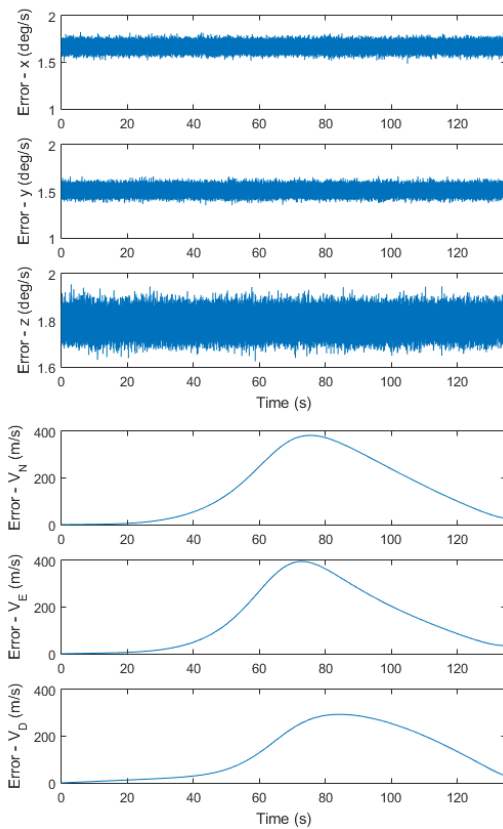 2
Error - x (deg/s)
1.5
1
0 20 40 60 80 100 120
2
Error - y (deg/s)
1.5
1
0 20 40 60 80 100 120
2
Error - z (deg/s)
1.8
1.6
0 20 40 60 80 100 120
Time (s)
400
Error - V_N (m/s)
200
0
0 20 40 60 80 100 120
400
Error - V_E (m/s)
200
0
0 20 40 60 80 100 120
400
Error - V_D (m/s)
200
0
0 20 40 60 80 100 120
Time (s)